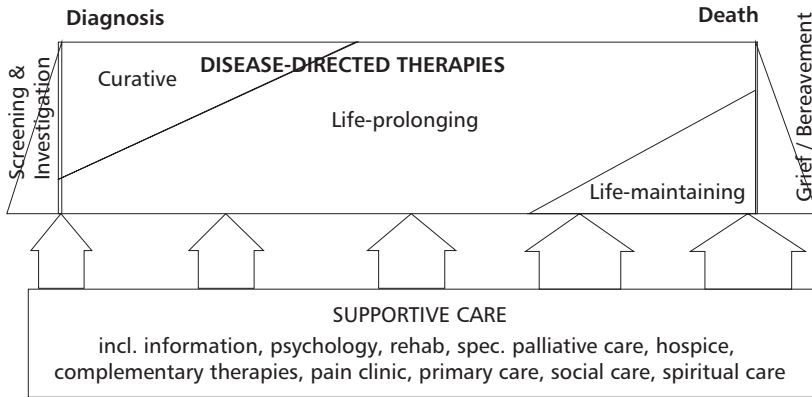 Diagnosis
Death
Screening &
Investigation
DISEASE-DIRECTED THERAPIES
Curative
Life-prolonging
Life-maintaining
Grief / Bereavement
SUPPORTIVE CARE
incl. information, psychology, rehab, spec. palliative care, hospice,
complementary therapies, pain clinic, primary care, social care, spiritual care